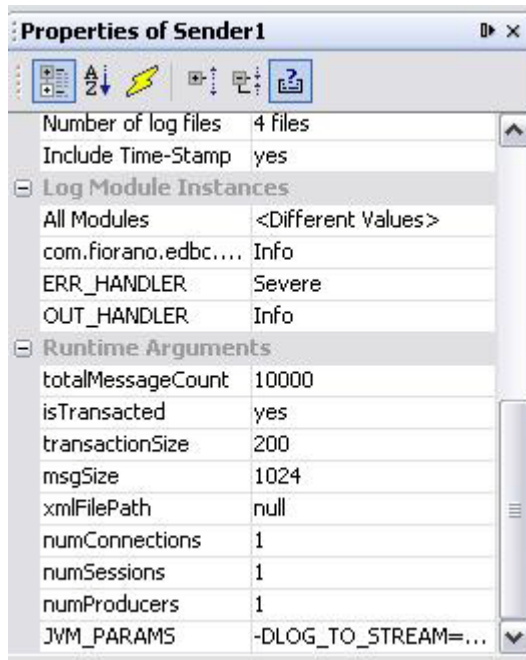 Properties of Sender1
Number of log files 4 files
Include Time-Stamp yes
Log Module Instances
All Modules <Different Values>
com.fiorano.edbc.... Info
ERR_HANDLER Severe
OUT_HANDLER Info
Runtime Arguments
totalMessageCount 10000
isTransacted yes
transactionSize 200
msgSize 1024
xmlFilePath null
numConnections 1
numSessions 1
numProducers 1
JVM_PARAMS -DLOG_TO_STREAM=...